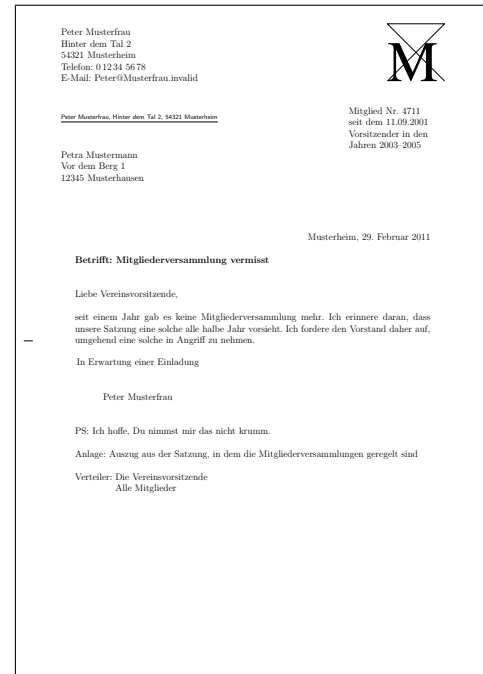 Peter Musterfrau
Hinter dem Tal 2
54321 Musterheim
Telefon: 0 12 34 56 78
E-Mail: Peter@Musterfrau.invalid
M
Peter Musterfrau, Hinter dem Tal 2, 54321 Musterheim
Mitglied Nr. 4711
seit dem 11.09.2001
Vorsitzender in den
Jahren 2003–2005
Petra Mustermann
Vor dem Berg 1
12345 Musterhausen
Musterheim, 29. Februar 2011
Betrifft: Mitgliederversammlung vermisst
Liebe Vereinsvorsitzende,
seit einem Jahr gab es keine Mitgliederversammlung mehr. Ich erinnere daran, dass
unsere Satzung eine solche alle halbe Jahr vorsieht. Ich fordere den Vorstand daher auf,
umgehend eine solche in Angriff zu nehmen.
In Erwartung einer Einladung
Peter Musterfrau
PS: Ich hoffe, Du nimmst mir das nicht krumm.
Anlage: Auszug aus der Satzung, in dem die Mitgliederversammlungen geregelt sind
Verteiler: Die Vereinsvorsitzende
Alle Mitglieder